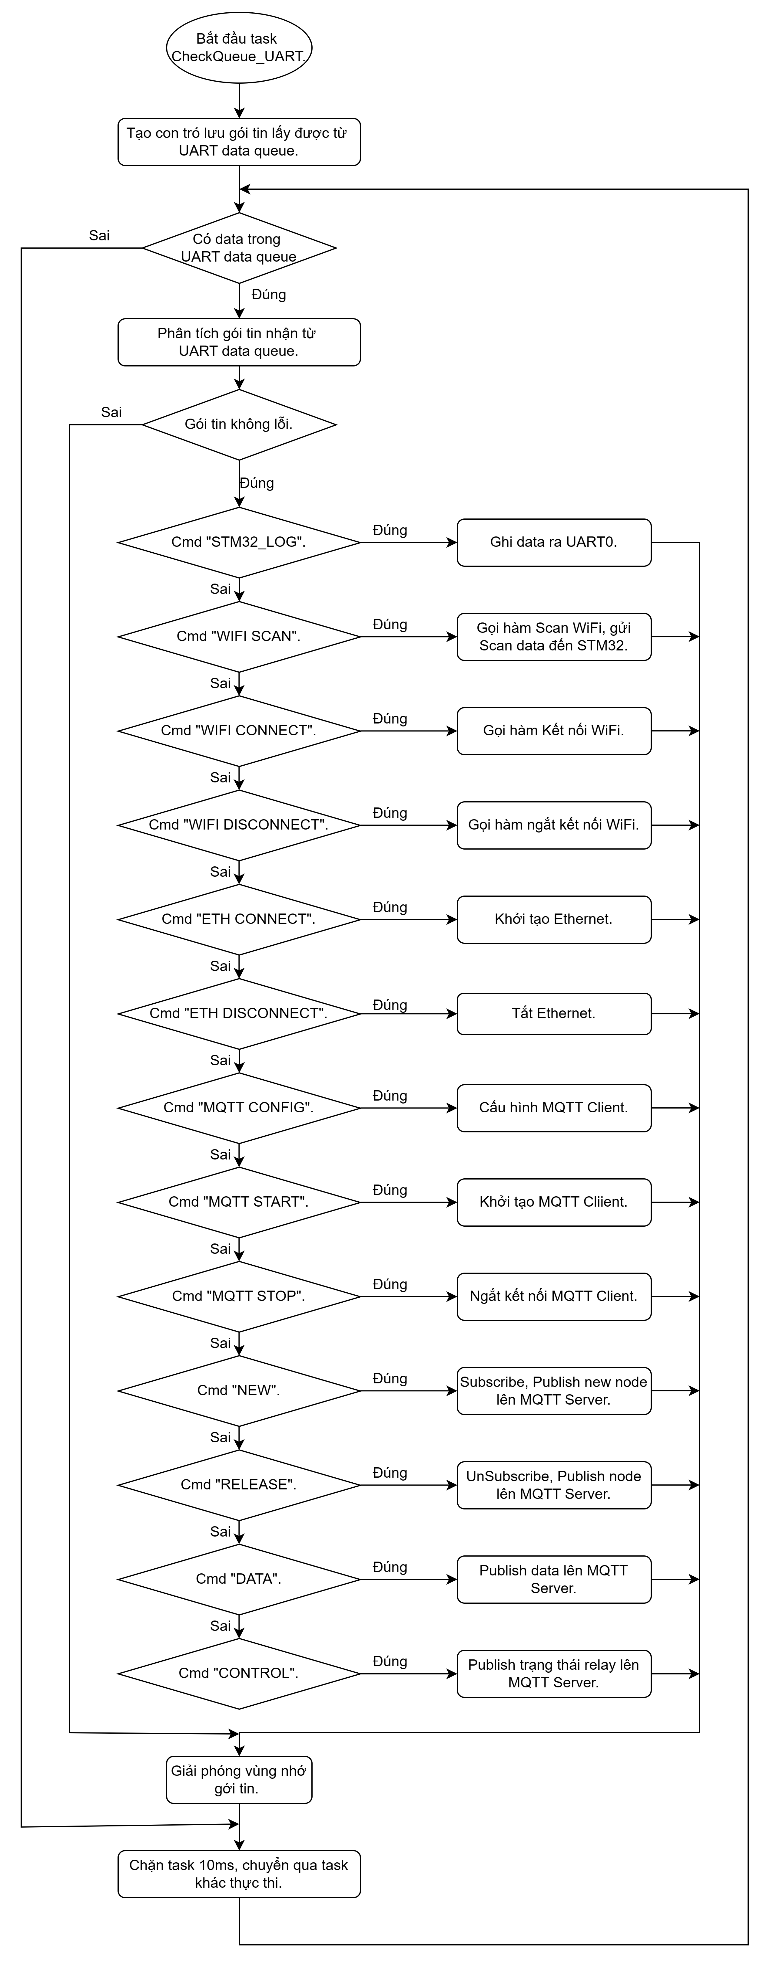 Bắt đầu task
CheckQueue_UART.
Tạo con trỏ lưu gói tin lấy được từ
UART data queue.
Sai
Có data trong
UART data queue
Đúng
Phân tích gói tin nhận từ
UART data queue.
Sai
Gói tin không lỗi.
Đúng
Cmd "STM32_LOG".
Đúng
Ghi data ra UART0.
Sai
Cmd "WIFI SCAN".
Đúng
Gọi hàm Scan WiFi, gửi
Scan data đến STM32.
Sai
Cmd "WIFI CONNECT".
Đúng
Gọi hàm Kết nối WiFi.
Sai
Cmd "WIFI DISCONNECT".
Đúng
Gọi hàm ngắt kết nối WiFi.
Sai
Cmd "ETH CONNECT".
Đúng
Khởi tạo Ethernet.
Sai
Cmd "ETH DISCONNECT".
Đúng
Tắt Ethernet.
Sai
Cmd "MQTT CONFIG".
Đúng
Cấu hình MQTT Client.
Sai
Cmd "MQTT START".
Đúng
Khởi tạo MQTT Cliient.
Sai
Cmd "MQTT STOP".
Đúng
Ngắt kết nối MQTT Client.
Sai
Cmd "NEW".
Đúng
Subscribe, Publish new node
lên MQTT Server.
Sai
Cmd "RELEASE".
Đúng
UnSubscribe, Publish node
lên MQTT Server.
Sai
Cmd "DATA".
Đúng
Publish data lên MQTT
Server.
Sai
Cmd "CONTROL".
Đúng
Publish trạng thái relay lên
MQTT Server.
Giải phóng vùng nhớ
gới tin.
Chặn task 10ms, chuyển qua task
khác thực thi.